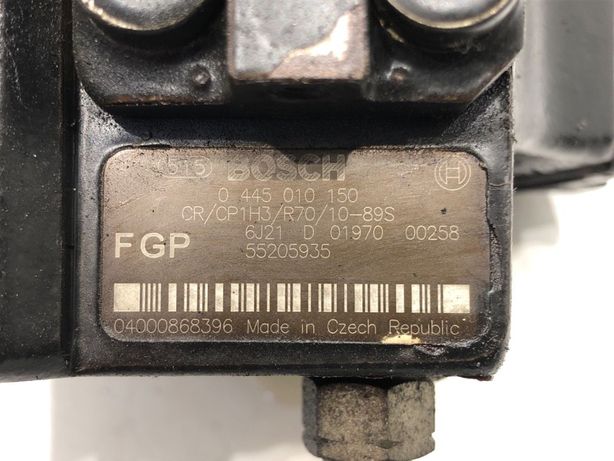 515 BOSCH
0 445 010 150
CR/CP1H3/R70/10-89S
6J21 D 01970 00258
FGP 55205935
04000868396 Made in Czech Republic